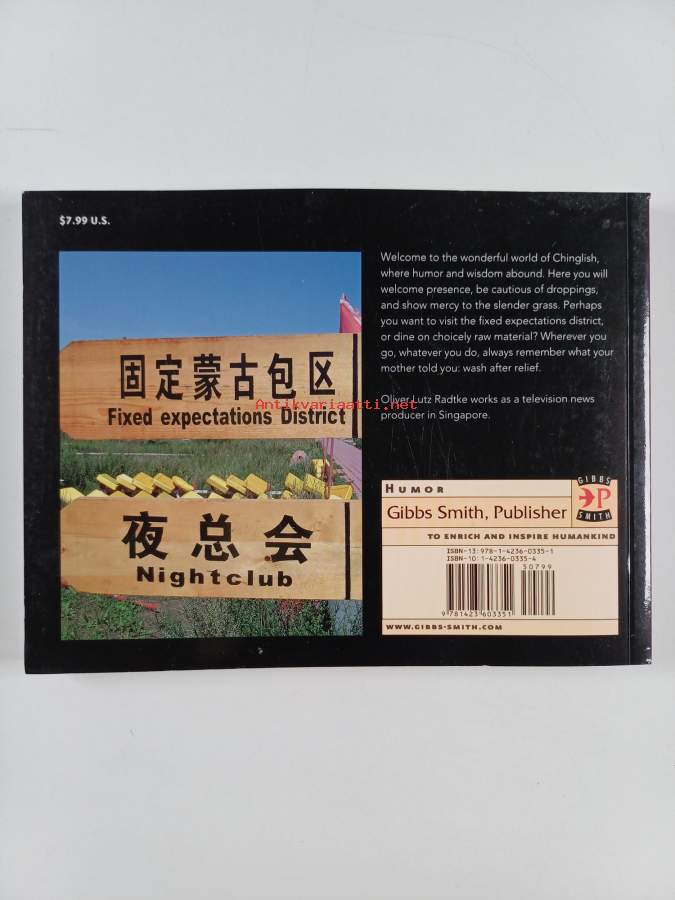 $7.99 U.S.
固定蒙古包区
Fixed expectations District
夜总会
Nightclub
Antikvariaatti.net
Welcome to the wonderful world of Chinglish,
where humor and wisdom abound. Here you will
welcome presence, be cautious of droppings,
and show mercy to the slender grass. Perhaps
you want to visit the fixed expectations district,
or dine on choicely raw material? Wherever you
go, whatever you do, always remember what your
mother told you: wash after relief.
Oliver Lutz Radtke works as a television news
producer in Singapore.
HUMOR
Gibbs Smith, Publisher
GIBBS
P
SMITH
TO ENRICH AND INSPIRE HUMANKIND
ISBN-13: 978-1-4236-0335-1
ISBN-10: 1-4236-0335-4
50799
9 781423 603351
WWW.GIBBS-SMITH.COM